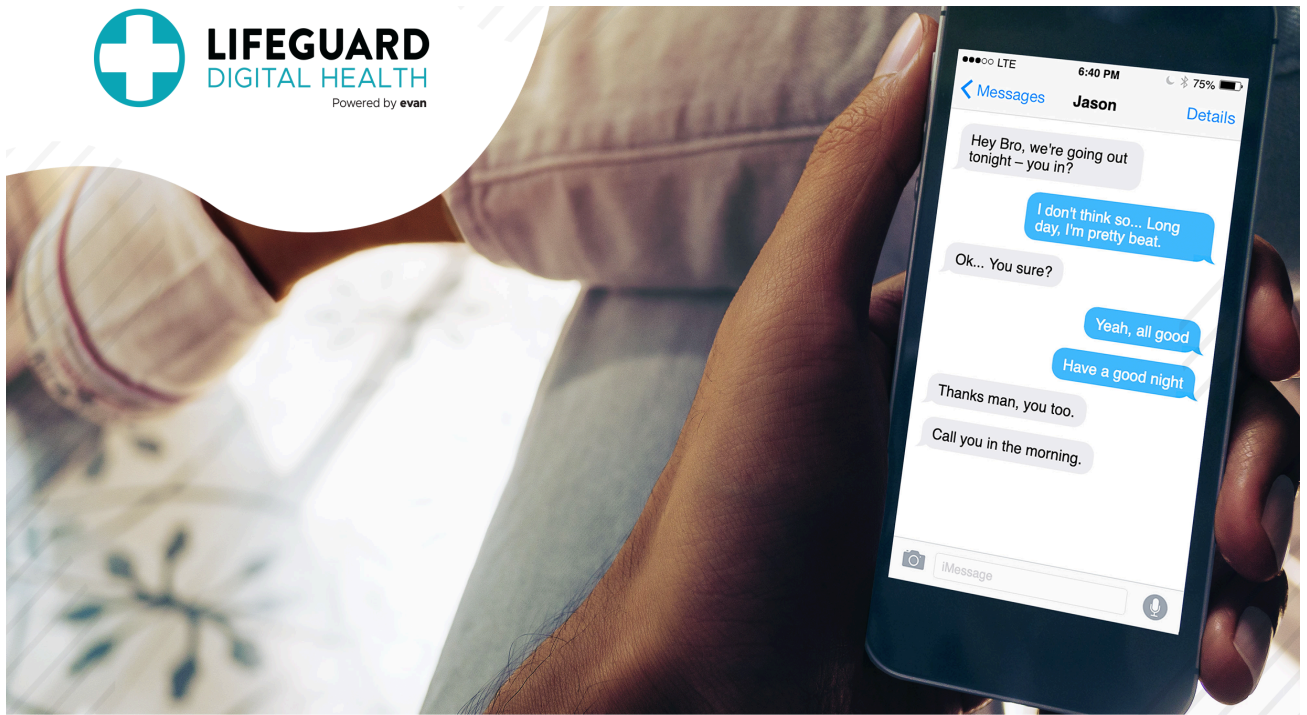 LIFEGUARD
DIGITAL HEALTH
Powered by evan
LTE
6:40 PM
75%
Messages
Jason
Details
Hey Bro, we're going out
tonight – you in?
I don't think so... Long
day, I'm pretty beat.
Ok... You sure?
Yeah, all good
Have a good night
Thanks man, you too.
Call you in the morning.
iMessage